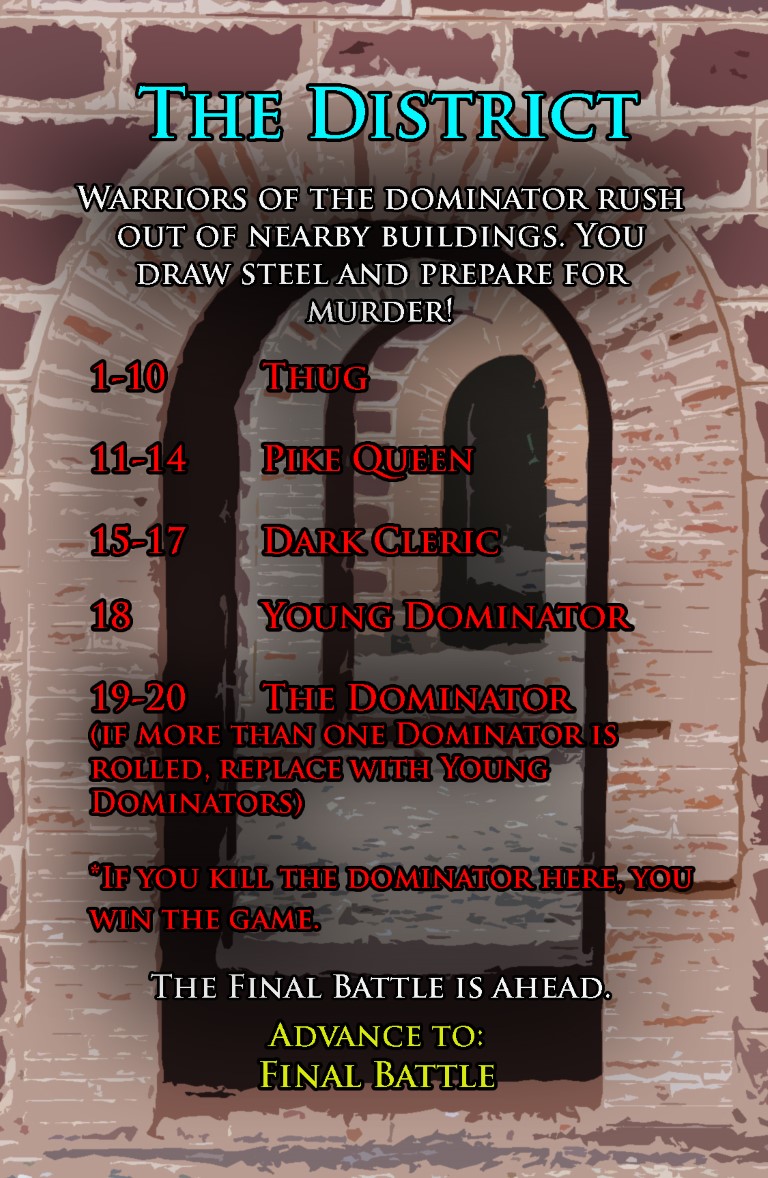 The District
Warriors of the dominator rush
out of nearby buildings. You
draw steel and prepare for
murder!
1-10 Thug
11-14 Pike Queen
15-17 Dark Cleric
18 Young Dominator
19-20 The Dominator
(if more than one Dominator is
rolled, replace with Young
Dominators)
*If you kill the dominator here, you
win the game.
The Final Battle is ahead.
Advance to:
Final Battle